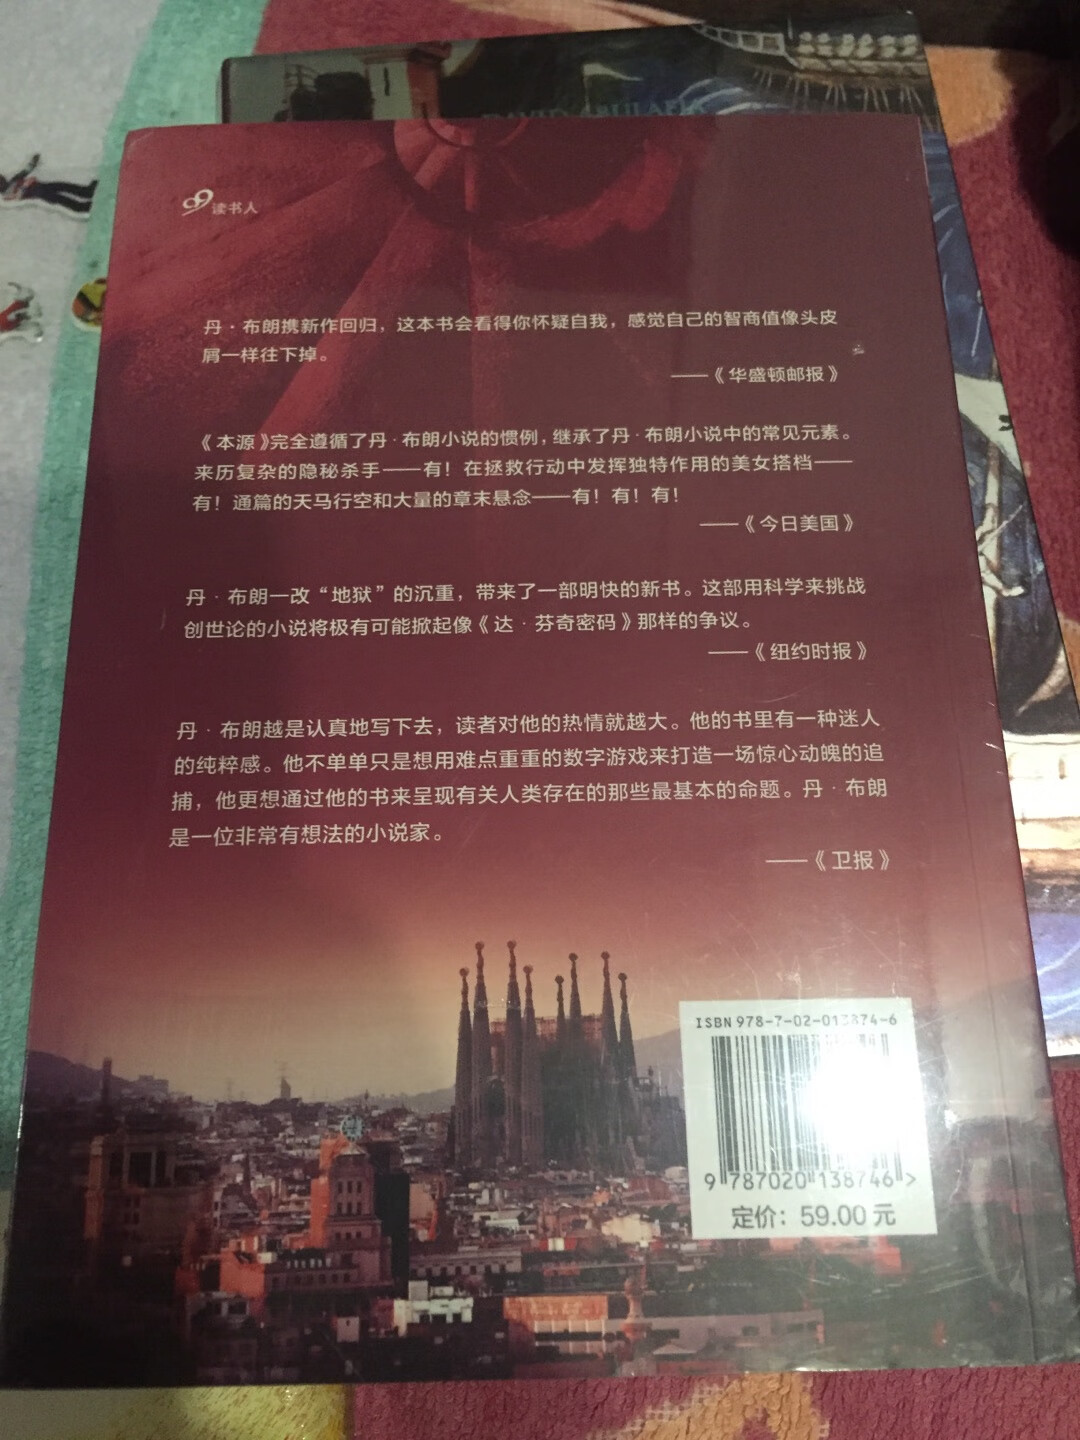 DAVID ABULAFIA
99读书人
丹·布朗携新作回归，这本书会看得你怀疑自我，感觉自己的智商值像头皮
屑一样往下掉。
——《华盛顿邮报》
《本源》完全遵循了丹·布朗小说的惯例，继承了丹·布朗小说中的常见元素。
来历复杂的隐秘杀手——有！在拯救行动中发挥独特作用的美女搭档——
有！通篇的天马行空和大量的章末悬念——有！有！有！
——《今日美国》
丹·布朗一改“地狱”的沉重，带来了一部明快的新书。这部用科学来挑战
创世论的小说将极有可能掀起像《达·芬奇密码》那样的争议。
——《纽约时报》
丹·布朗越是认真地写下去，读者对他的热情就越大。他的书里有一种迷人
的纯粹感。他不单单只是想用难点重重的数字游戏来打造一场惊心动魄的追
捕，他更想通过他的书来呈现有关人类存在的那些最基本的命题。丹·布朗
是一位非常有想法的小说家。
——《卫报》
ISBN 978-7-02-013874-6
9 787020 138746 >
定价：59.00 元